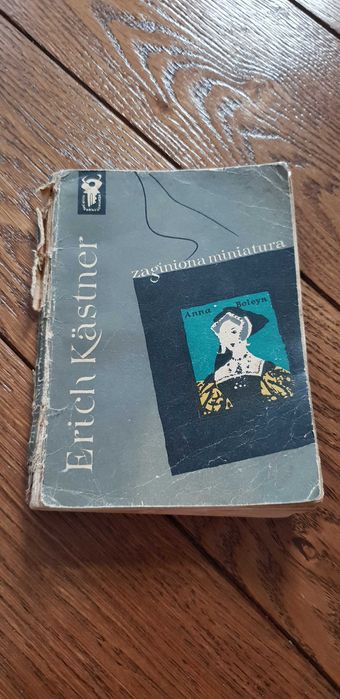 Erich Kästner
zaginiona miniatura
Anna Boleyn